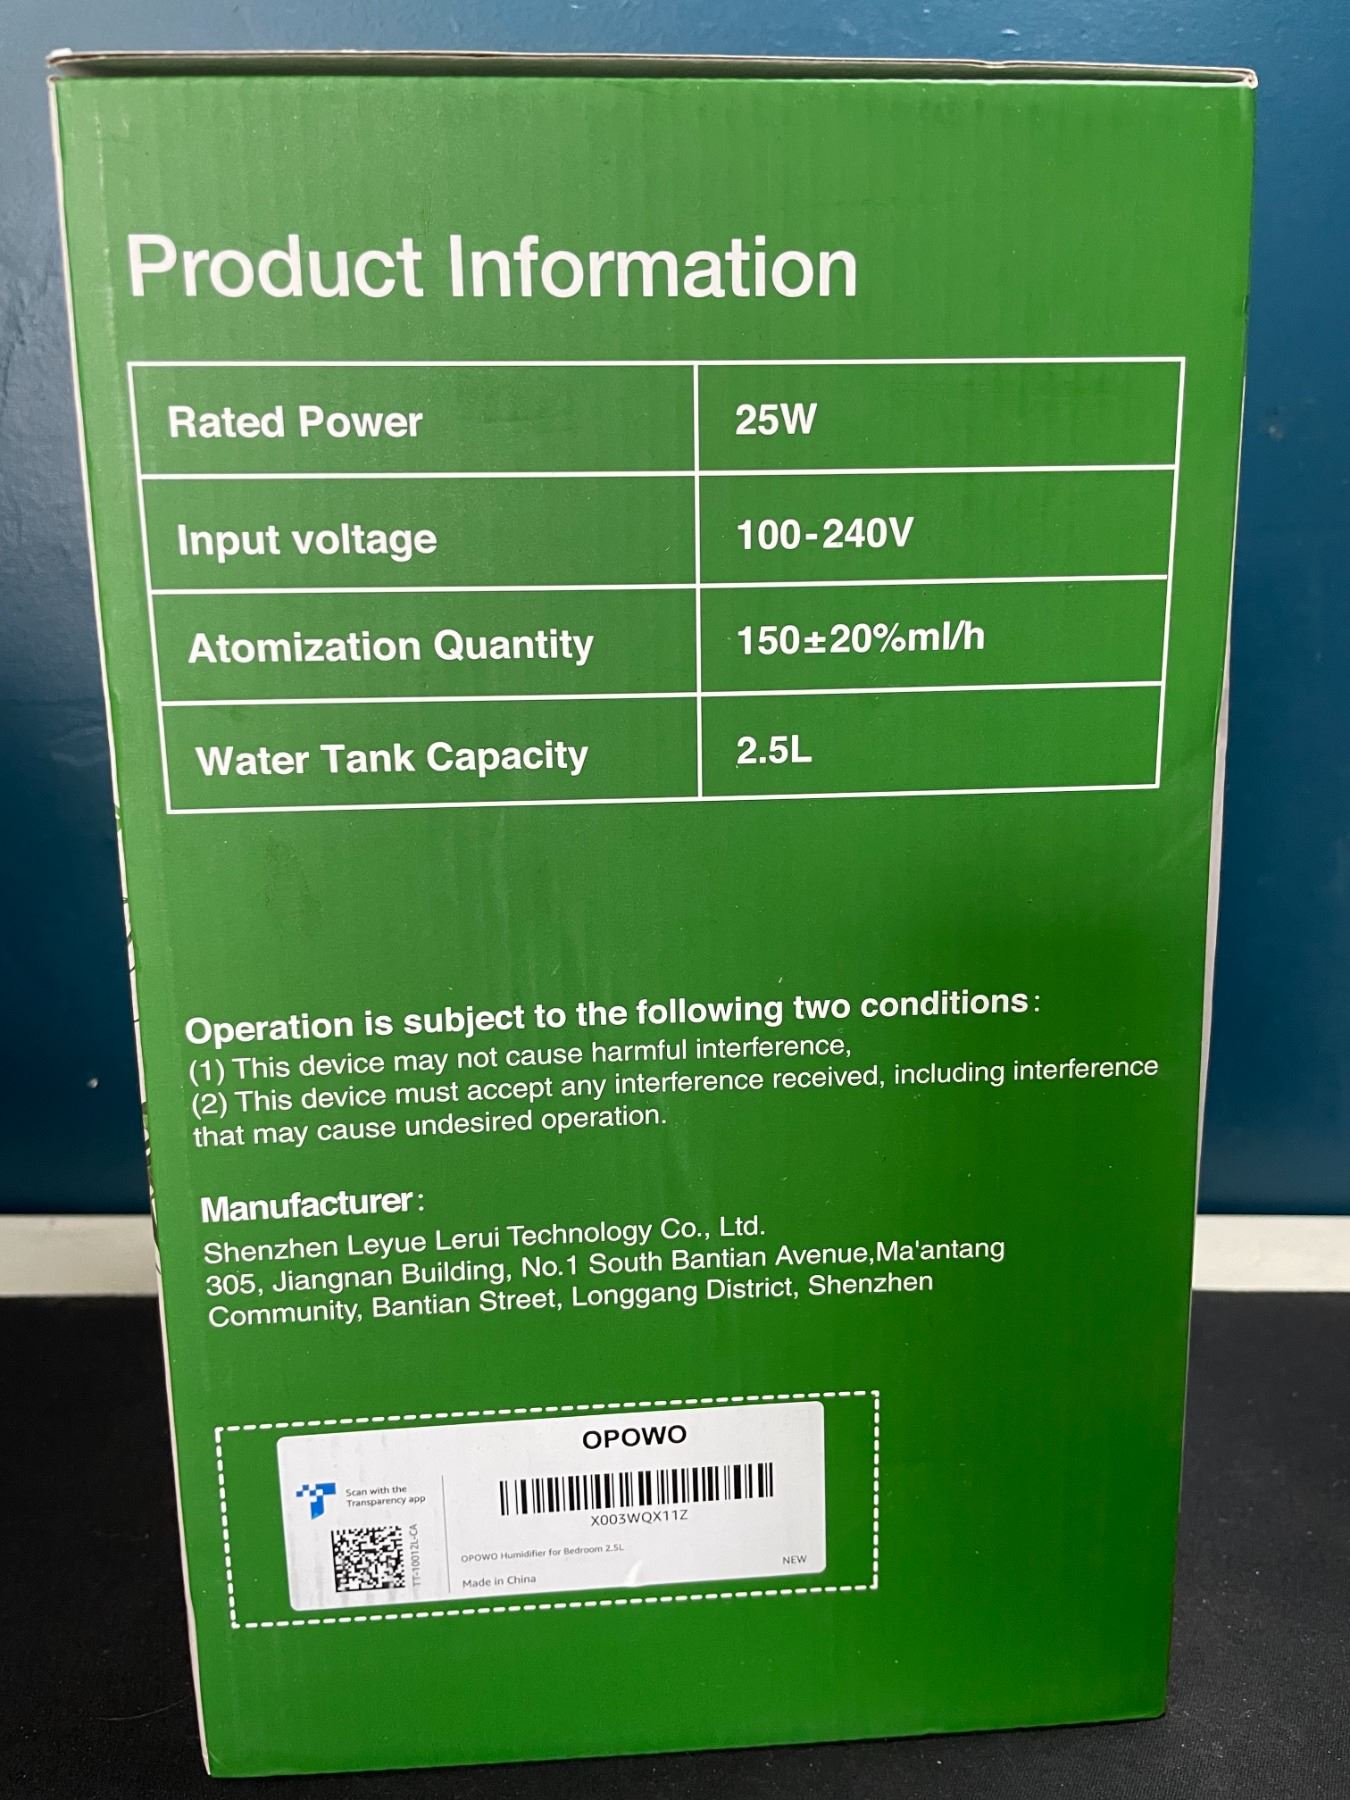 Product Information
Rated Power 25W
Input voltage 100-240V
Atomization Quantity 150±20%ml/h
Water Tank Capacity 2.5L
Operation is subject to the following two conditions:
(1) This device may not cause harmful interference,
(2) This device must accept any interference received, including interference
that may cause undesired operation.
Manufacturer:
Shenzhen Leyue Lerui Technology Co., Ltd.
305, Jiangnan Building, No.1 South Bantian Avenue,Ma'antang
Community, Bantian Street, Longgang District, Shenzhen
OPOWO
Scan with the
Transparency app
TT-10012L-CA
X003WQX11Z
OPOWO Humidifier for Bedroom 2.5L
NEW
Made in China